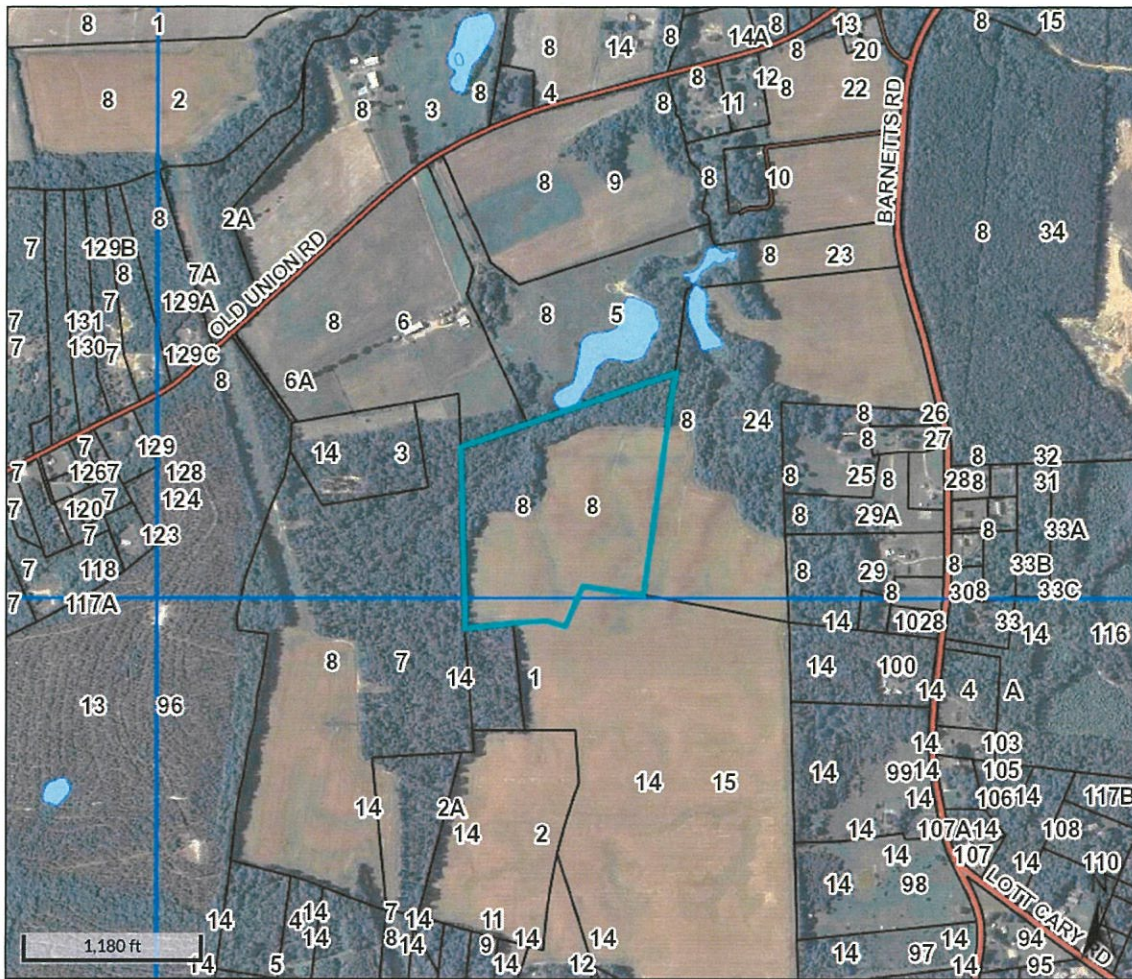 8 1 8 14 8 14A 8 13 8 15
8 20
8 2 8 3 8 4 8 8 11 12 8 22
8 9 8 10
2A 8 34
8 129B
7 8 8 23
7A
7 129A
OLD UNION RD
BARNETTS RD
7 131 8 6 8 5
7 130 7 129C
8 6A
8 24 8 26
7 129 14 3 8 27 8 32
7 126 7 128 8 25 8 28 8 31
7 120 7 124 8 8 8 29A 8 33A
7 123
7 118 8 29 8 33B
7 117A 8 30 8 33C
14 102 8 33 14 116
8 7 14 1 14 100
13 96 14 4 A
14 103
14 15 14 99 14 105
14 2A 14 106 14 117B
14 2 14 107A 14 108
14 107 14 110
14 98
LOTT CARY RD
14 4 14 7 14 11
14 8 14 9 14 14 14 97 14 94
1,180 ft
14 5 14 12 14 95